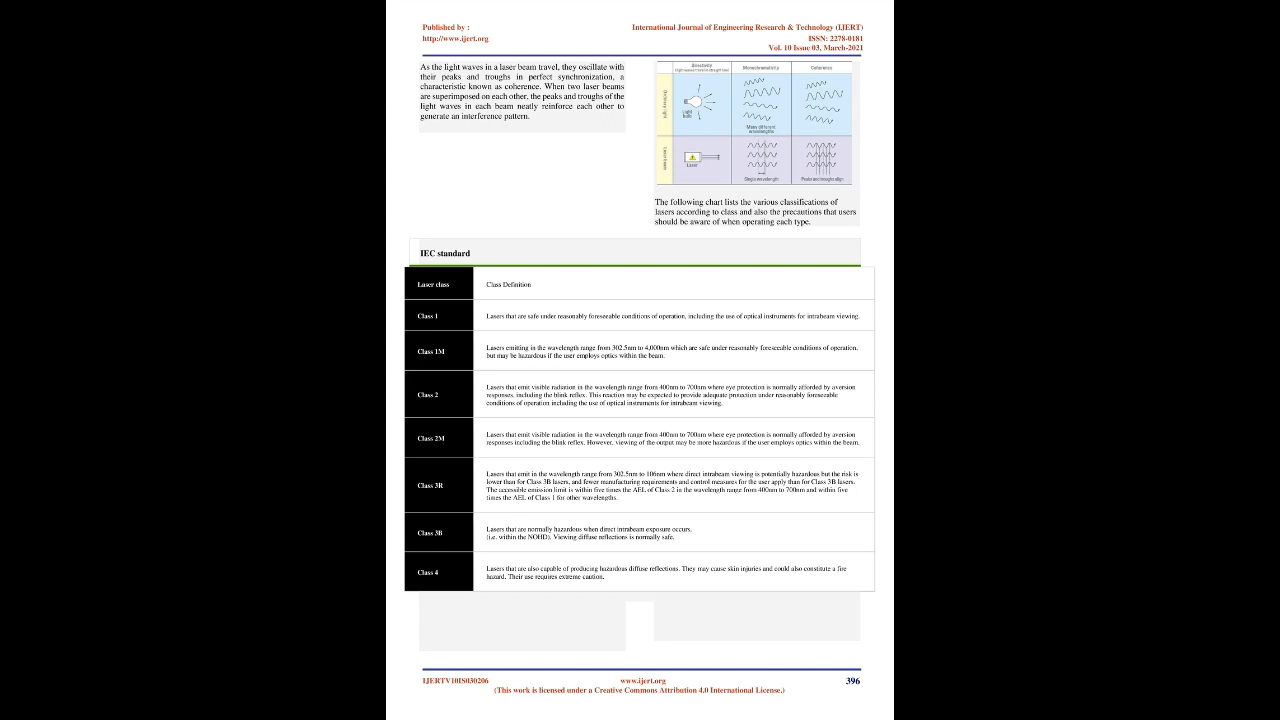 Published by :
http://www.ijert.org
International Journal of Engineering Research & Technology (IJERT)
ISSN: 2278-0181
Vol. 10 Issue 03, March-2021
As the light waves in a laser beam travel, they oscillate with
their peaks and troughs in perfect synchronization, a
characteristic known as coherence. When two laser beams
are superimposed on each other, the peaks and troughs of the
light waves in each beam neatly reinforce each other to
generate an interference pattern.
Directivity
(light waves travel in straight line)
Monochromaticity
Coherence
Ordinary light
Light
bulb
Many different
wavelengths
Laser beam
Laser
Single wavelength
Peaks and troughs align
The following chart lists the various classifications of
lasers according to class and also the precautions that users
should be aware of when operating each type.
IEC standard
Laser class
Class Definition
Class 1
Lasers that are safe under reasonably foreseeable conditions of operation, including the use of optical instruments for intrabeam viewing.
Class 1M
Lasers emitting in the wavelength range from 302.5nm to 4,000nm which are safe under reasonably foreseeable conditions of operation,
but may be hazardous if the user employs optics within the beam.
Class 2
Lasers that emit visible radiation in the wavelength range from 400nm to 700nm where eye protection is normally afforded by aversion
responses, including the blink reflex. This reaction may be expected to provide adequate protection under reasonably foreseeable
conditions of operation including the use of optical instruments for intrabeam viewing.
Class 2M
Lasers that emit visible radiation in the wavelength range from 400nm to 700nm where eye protection is normally afforded by aversion
responses including the blink reflex. However, viewing of the output may be more hazardous if the user employs optics within the beam.
Class 3R
Lasers that emit in the wavelength range from 302.5nm to 106nm where direct intrabeam viewing is potentially hazardous but the risk is
lower than for Class 3B lasers, and fewer manufacturing requirements and control measures for the user apply than for Class 3B lasers.
The accessible emission limit is within five times the AEL of Class 2 in the wavelength range from 400nm to 700nm and within five
times the AEL of Class 1 for other wavelengths.
Class 3B
Lasers that are normally hazardous when direct intrabeam exposure occurs.
(i.e. within the NOHD). Viewing diffuse reflections is normally safe.
Class 4
Lasers that are also capable of producing hazardous diffuse reflections. They may cause skin injuries and could also constitute a fire
hazard. Their use requires extreme caution.
IJERTV10IS030206
www.ijert.org
396
(This work is licensed under a Creative Commons Attribution 4.0 International License.)